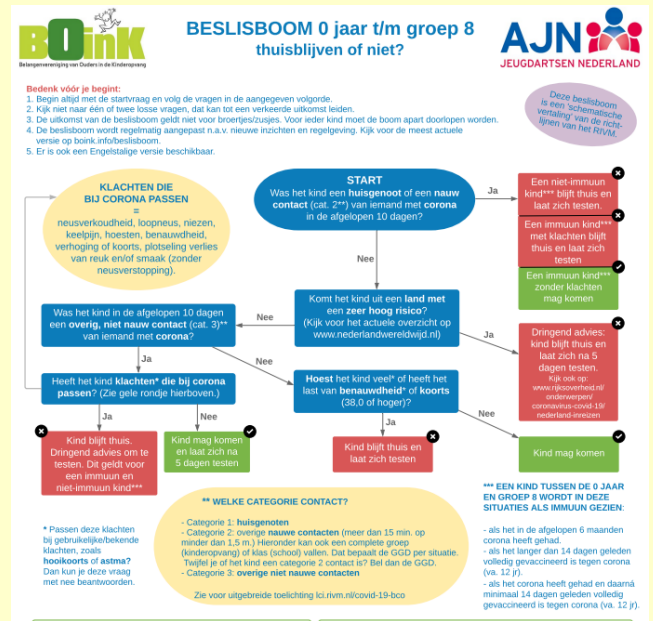 BOinK
Belangenvereniging van Ouders in de Kinderopvang
BESLISBOOM 0 jaar t/m groep 8
thuisblijven of niet?
AJN
JEUGDARTSEN NEDERLAND
Bedenk vóór je begint:
1. Begin altijd met de startvraag en volg de vragen in de aangegeven volgorde.
2. Kijk niet naar één of twee losse vragen, dat kan tot een verkeerde uitkomst leiden.
3. De uitkomst van de beslisboom geldt niet voor broertjes/zusjes. Voor ieder kind moet de boom apart doorlopen worden.
4. De beslisboom wordt regelmatig aangepast n.a.v. nieuwe inzichten en regelgeving. Kijk voor de meest actuele
versie op boink.info/beslisboom.
5. Er is ook een Engelstalige versie beschikbaar.
Deze beslisboom
is een 'schematische
vertaling' van de richt-
lijnen van het RIVM.
KLACHTEN DIE
BIJ CORONA PASSEN
=
neusverkoudheid, loopneus, niezen,
keelpijn, hoesten, benauwdheid,
verhoging of koorts, plotseling verlies
van reuk en/of smaak (zonder
neusverstopping).
START
Was het kind een huisgenoot of een nauw
contact (cat. 2**) van iemand met corona
in de afgelopen 10 dagen?
Ja
Een niet-immuun
kind*** blijft thuis en
laat zich testen.
Een immuun kind***
met klachten blijft
thuis en laat zich
testen
Een immuun kind***
zonder klachten
mag komen
Nee
Komt het kind uit een land met
een zeer hoog risico?
(Kijk voor het actuele overzicht op
www.nederlandwereldwijd.nl)
Nee
Ja
Was het kind in de afgelopen 10 dagen
een overig, niet nauw contact (cat. 3)**
van iemand met corona?
Dringend advies:
kind blijft thuis en
laat zich na 5
dagen testen.
Kijk ook op:
www.rijksoverheid.nl/
onderwerpen/
coronavirus-covid-19/
nederland-inreizen
Ja
Nee
Heeft het kind klachten* die bij corona
passen? (Zie gele rondje hierboven.)
Hoest het kind veel* of heeft het
last van benauwdheid* of koorts
(38,0 of hoger)?
Ja
Nee
Ja
Nee
Kind blijft thuis.
Dringend advies om te
testen. Dit geldt voor
een immuun en
niet-immuun kind***
Kind mag komen
en laat zich na
5 dagen testen
Kind blijft thuis en
laat zich testen
Kind mag komen
* Passen deze klachten
bij gebruikelijke/bekende
klachten, zoals
hooikorts of astma?
Dan kun je deze vraag
met nee beantwoorden.
** WELKE CATEGORIE CONTACT?
- Categorie 1: huisgenoten
- Categorie 2: overige nauwe contacten (meer dan 15 min. op
minder dan 1,5 m.) Hieronder kan ook een complete groep
(kinderopvang) of klas (school) vallen. Dat bepaalt de GGD per situatie.
Twijfel je of het kind een categorie 2 contact is? Bel dan de GGD.
- Categorie 3: overige niet nauwe contacten
Zie voor uitgebreide toelichting lci.rivm.nl/covid-19-bco
*** EEN KIND TUSSEN DE 0 JAAR
EN GROEP 8 WORDT IN DEZE
SITUATIES ALS IMMUUN GEZIEN:
- als het in de afgelopen 6 maanden
corona heeft gehad.
- als het langer dan 14 dagen geleden
volledig gevaccineerd is tegen corona
(va. 12 jr).
- als het corona heeft gehad en daarná
minimaal 14 dagen geleden volledig
gevaccineerd is tegen corona (va. 12 jr).